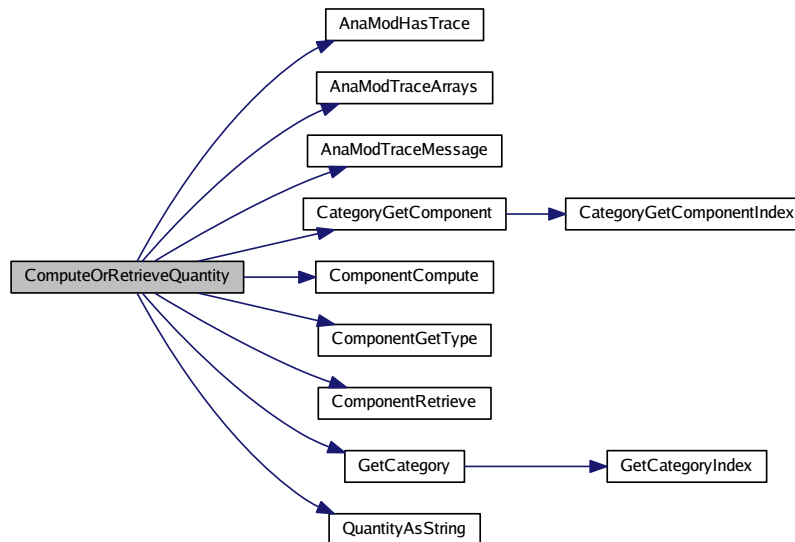 AnaModHasTrace
AnaModTraceArrays
AnaModTraceMessage
CategoryGetComponent
CategoryGetComponentIndex
ComputeOrRetrieveQuantity
ComponentCompute
ComponentGetType
ComponentRetrieve
GetCategory
GetCategoryIndex
QuantityAsString